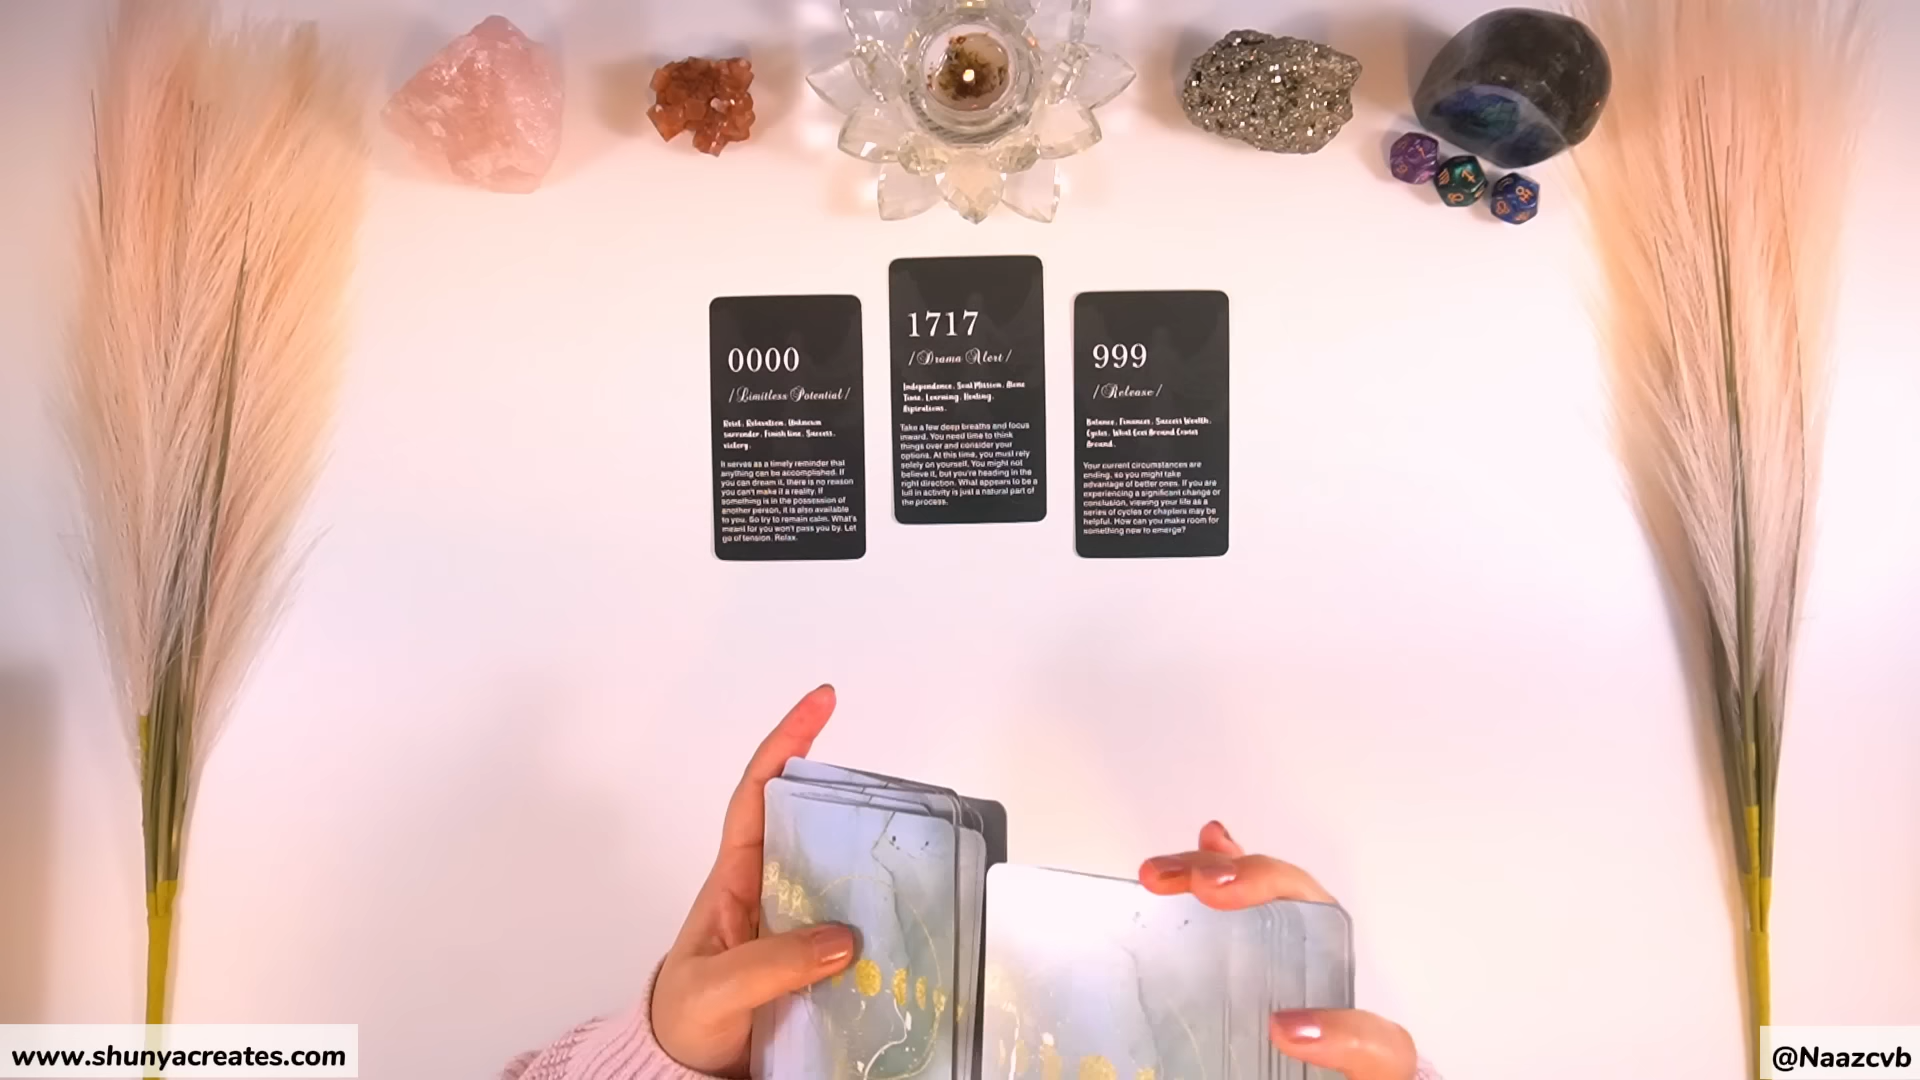 0000
/Limitless Potential/
Rest, Relaxation, Unknown
surrender, Finish line, Success,
victory.
It serves as a timely reminder that
anything can be accomplished. If
you can dream it, there is no reason
you can't make it a reality. If
something is in the possession of
another person, it is also available
to you. So try to remain calm. What's
meant for you won't pass you by. Let
go of tension. Relax.
1717
/Drama Alert/
Independence, Soul Mission, Alone
Time, Learning, Healing,
Aspirations.
Take a few deep breaths and focus
inward. You need time to think
things over and consider your
options. At this time, you must rely
solely on yourself. You might not
believe it, but you're heading in the
right direction. What appears to be a
lull in activity is just a natural part of
the process.
999
/Release/
Balance, Finances, Success Wealth,
Cycles, What Goes Around Comes
Around.
Your current circumstances are
ending, so you might take
advantage of better ones. If you are
experiencing a significant change or
conclusion, viewing your life as a
series of cycles or chapters may be
helpful. How can you make room for
something new to emerge?
www.shunyacreates.com
@Naazcvb